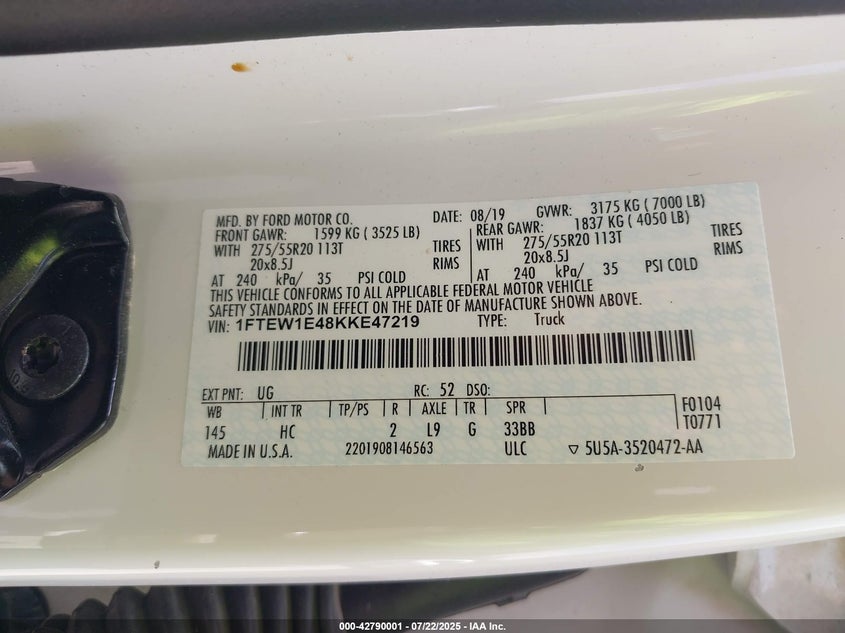 MFD. BY FORD MOTOR CO. DATE: 08/19 GVWR: 3175 KG ( 7000 LB)
FRONT GAWR: 1599 KG ( 3525 LB) REAR GAWR: 1837 KG ( 4050 LB)
WITH 275/55R20 113T TIRES WITH 275/55R20 113T TIRES
20x8.5J RIMS 20x8.5J RIMS
AT 240 kPa/ 35 PSI COLD AT 240 kPa/ 35 PSI COLD
THIS VEHICLE CONFORMS TO ALL APPLICABLE FEDERAL MOTOR VEHICLE
SAFETY STANDARDS IN EFFECT ON THE DATE OF MANUFACTURE SHOWN ABOVE.
VIN: 1FTEW1E48KKE47219 TYPE: Truck
EXT PNT: UG RC: 52 DSO:
WB INT TR TP/PS R AXLE TR SPR F0104
T0771
145 HC 2 L9 G 33BB
MADE IN U.S.A. 2201908146563 ULC ▽ 5U5A-3520472-AA
000-42790001 - 07/22/2025 - IAA Inc.